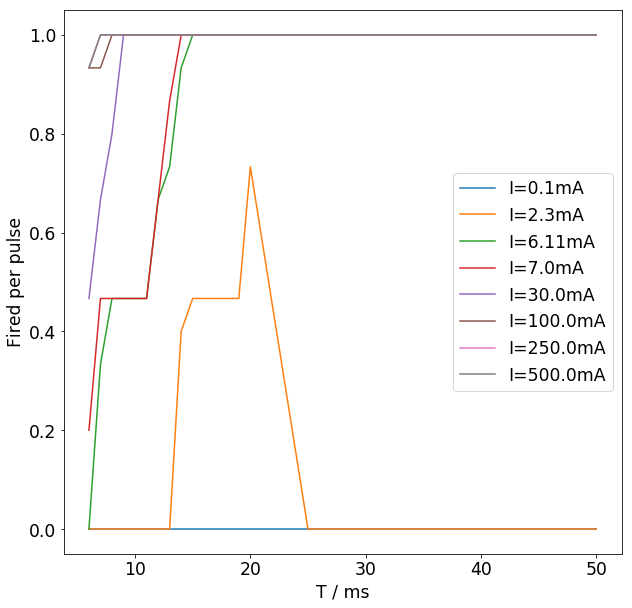 1.0
0.8
0.6
0.4
0.2
0.0
Fired per pulse
I=0.1mA
I=2.3mA
I=6.11mA
I=7.0mA
I=30.0mA
I=100.0mA
I=250.0mA
I=500.0mA
10 20 30 40 50
T / ms